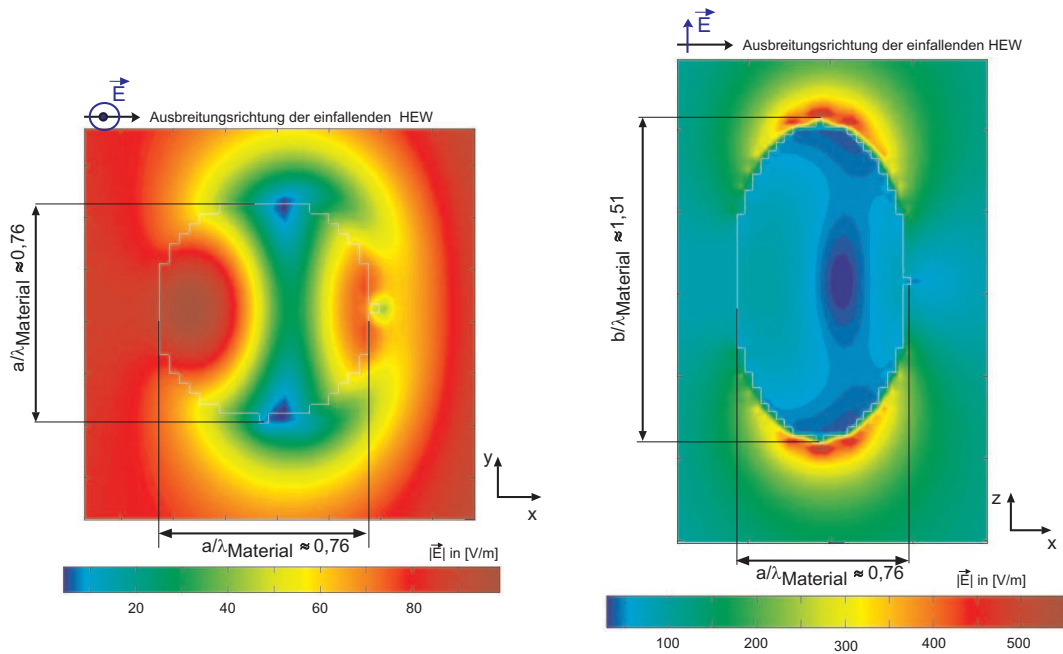 E
Ausbreitungsrichtung der einfallenden HEW
a/λMaterial ≈0,76
a/λMaterial ≈0,76
y
x
|E| in [V/m]
20 40 60 80
E
Ausbreitungsrichtung der einfallenden HEW
b/λMaterial ≈1,51
a/λMaterial ≈0,76
z
x
|E| in [V/m]
100 200 300 400 500